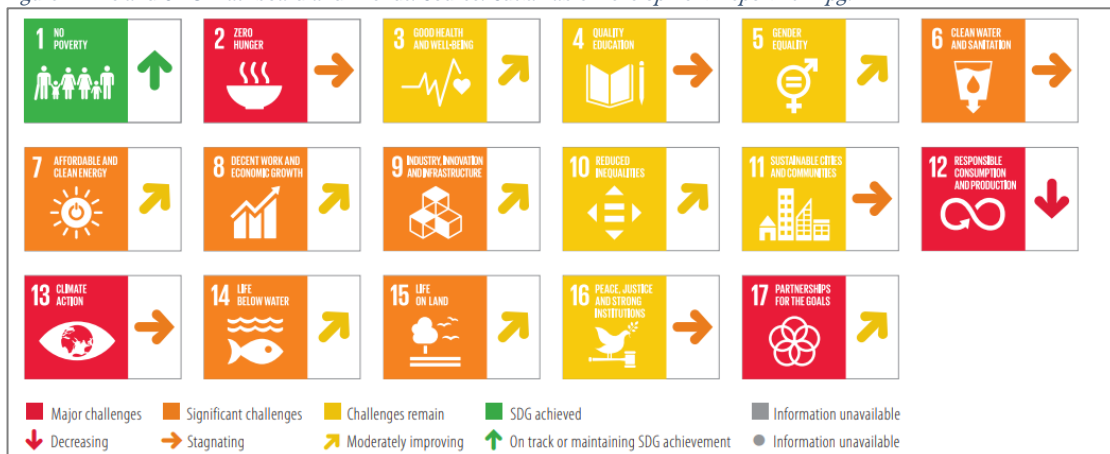 1 NO
POVERTY
2 ZERO
HUNGER
3 GOOD HEALTH
AND WELL-BEING
4 QUALITY
EDUCATION
5 GENDER
EQUALITY
6 CLEAN WATER
AND SANITATION
7 AFFORDABLE AND
CLEAN ENERGY
8 DECENT WORK AND
ECONOMIC GROWTH
9 INDUSTRY, INNOVATION
AND INFRASTRUCTURE
10 REDUCED
INEQUALITIES
11 SUSTAINABLE CITIES
AND COMMUNITIES
12 RESPONSIBLE
CONSUMPTION
AND PRODUCTION
13 CLIMATE
ACTION
14 LIFE
BELOW WATER
15 LIFE
ON LAND
16 PEACE, JUSTICE
AND STRONG
INSTITUTIONS
17 PARTNERSHIPS
FOR THE GOALS
Major challenges Significant challenges Challenges remain SDG achieved Information unavailable
Decreasing Stagnating Moderately improving On track or maintaining SDG achievement Information unavailable